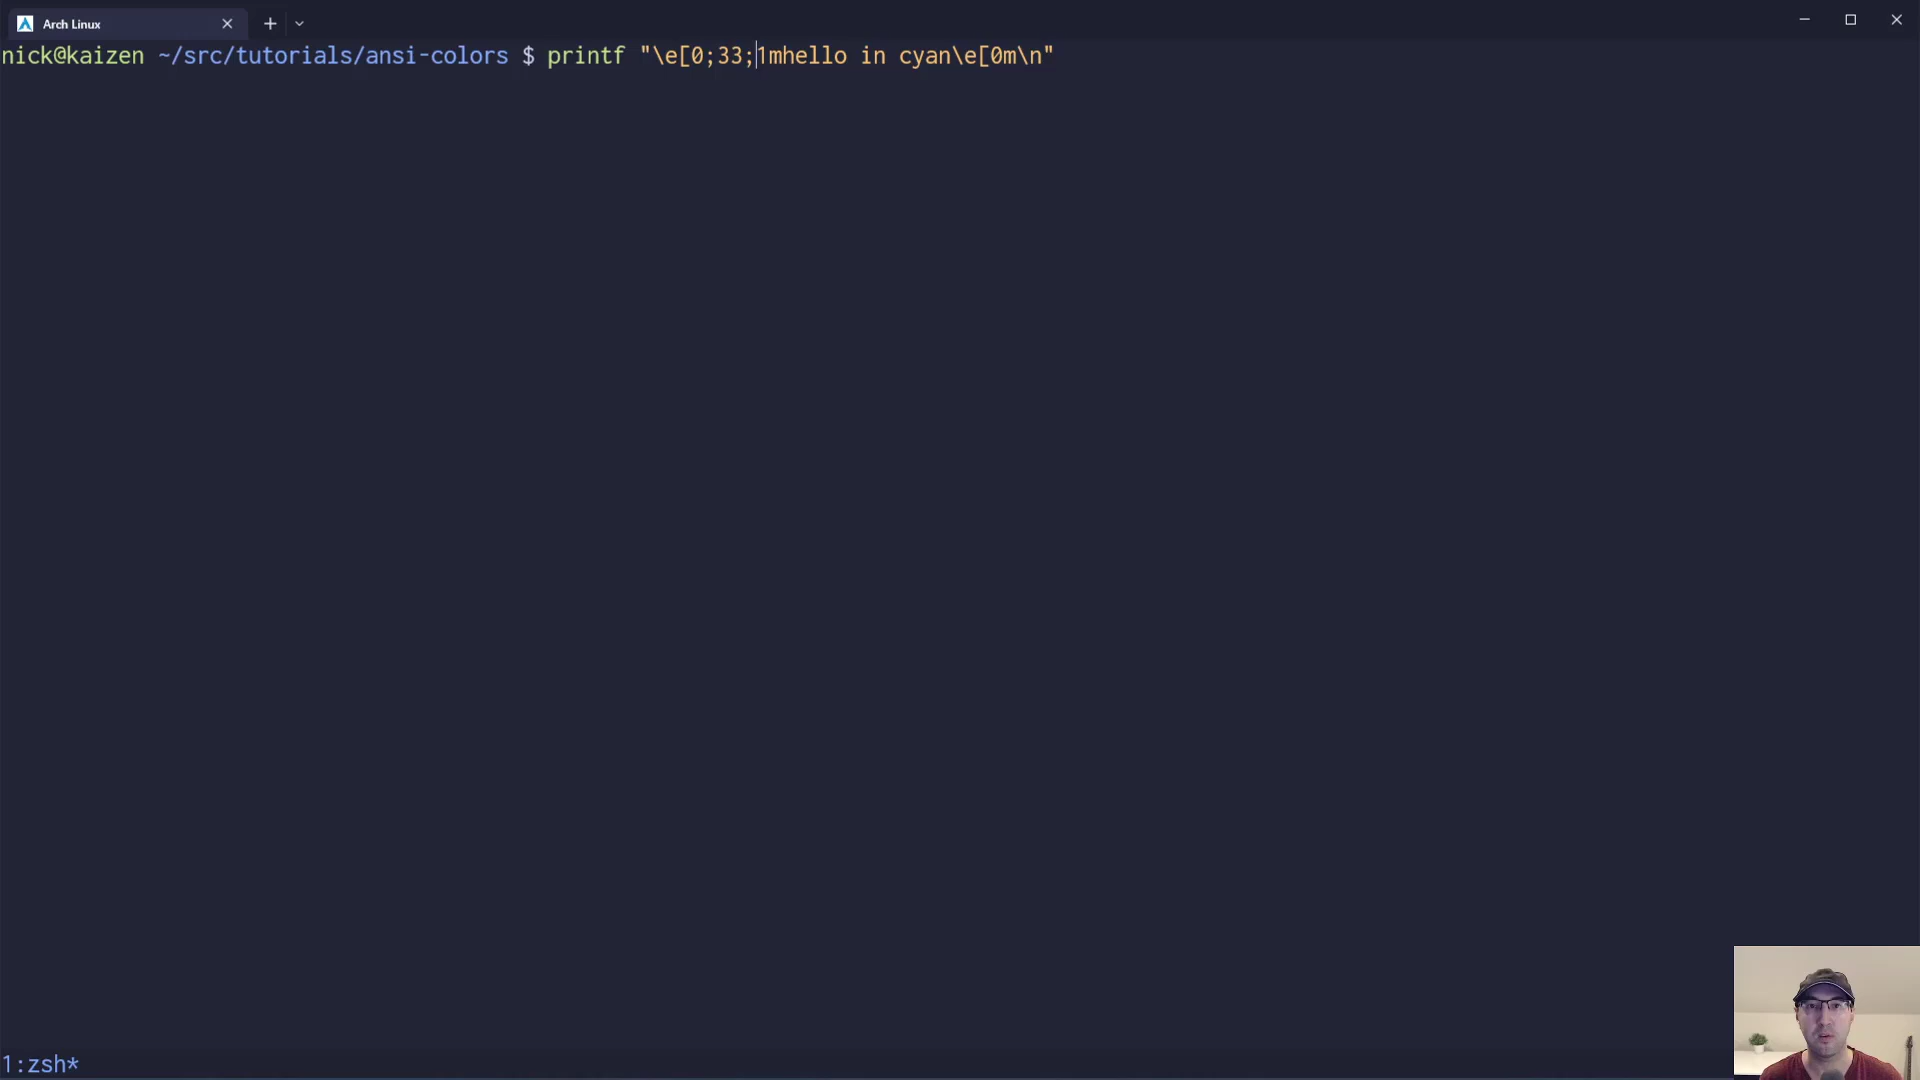 Arch Linux
nick@kaizen ~/src/tutorials/ansi-colors $ printf "\e[0;33;1mhello in cyan\e[0m\n"
1:zsh*